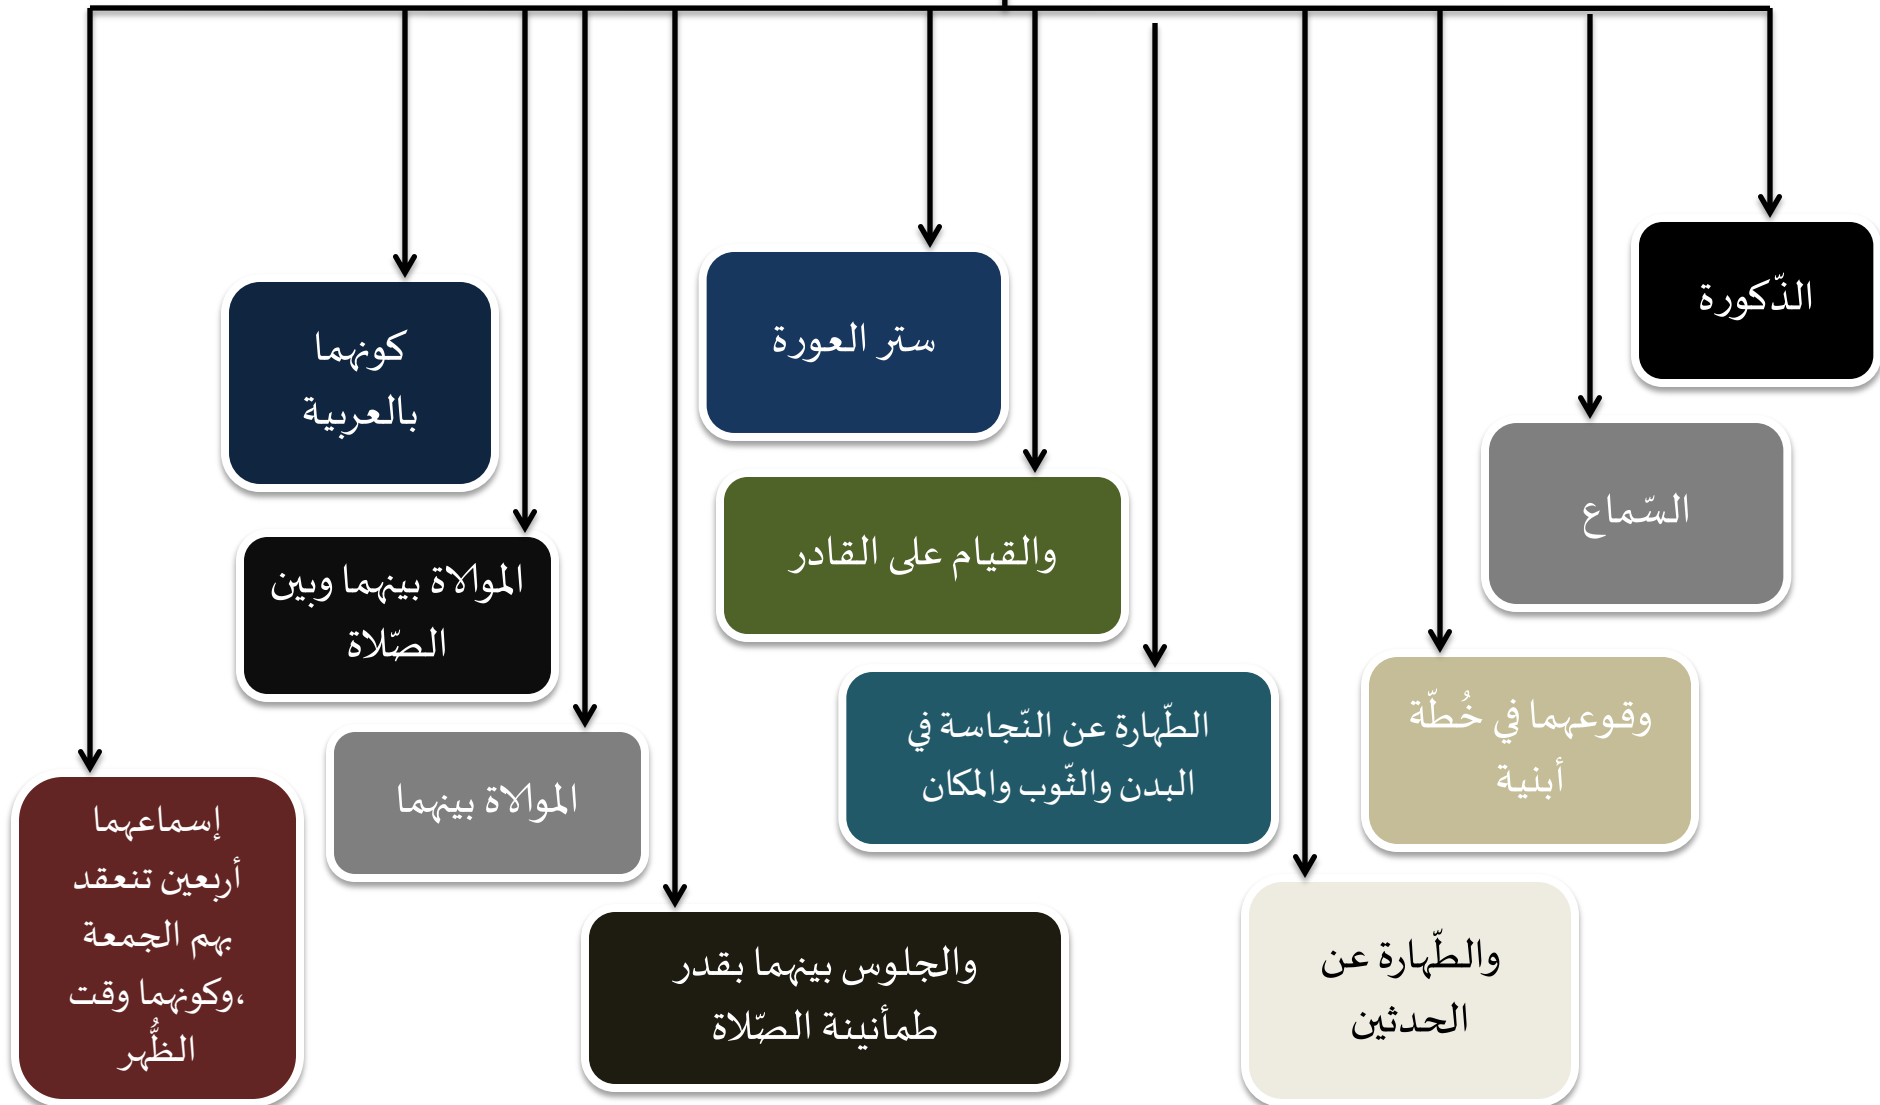 الذّكورة
السّماع
وقوعهما في خُطّة
أبنية
والطّهارة عن
الحدثين
الطّهارة عن النّجاسة في
البدن والثّوب والمكان
والقيام على القادر
ستر العورة
والجلوس بينهما بقدر
طمأنينة الصّلاة
الموالاة بينهما
الموالاة بينهما وبين
الصّلاة
كونهما
بالعربية
إسماعهما
أربعين تنعقد
بهم الجمعة
،وكونهما وقت
الظُّهر